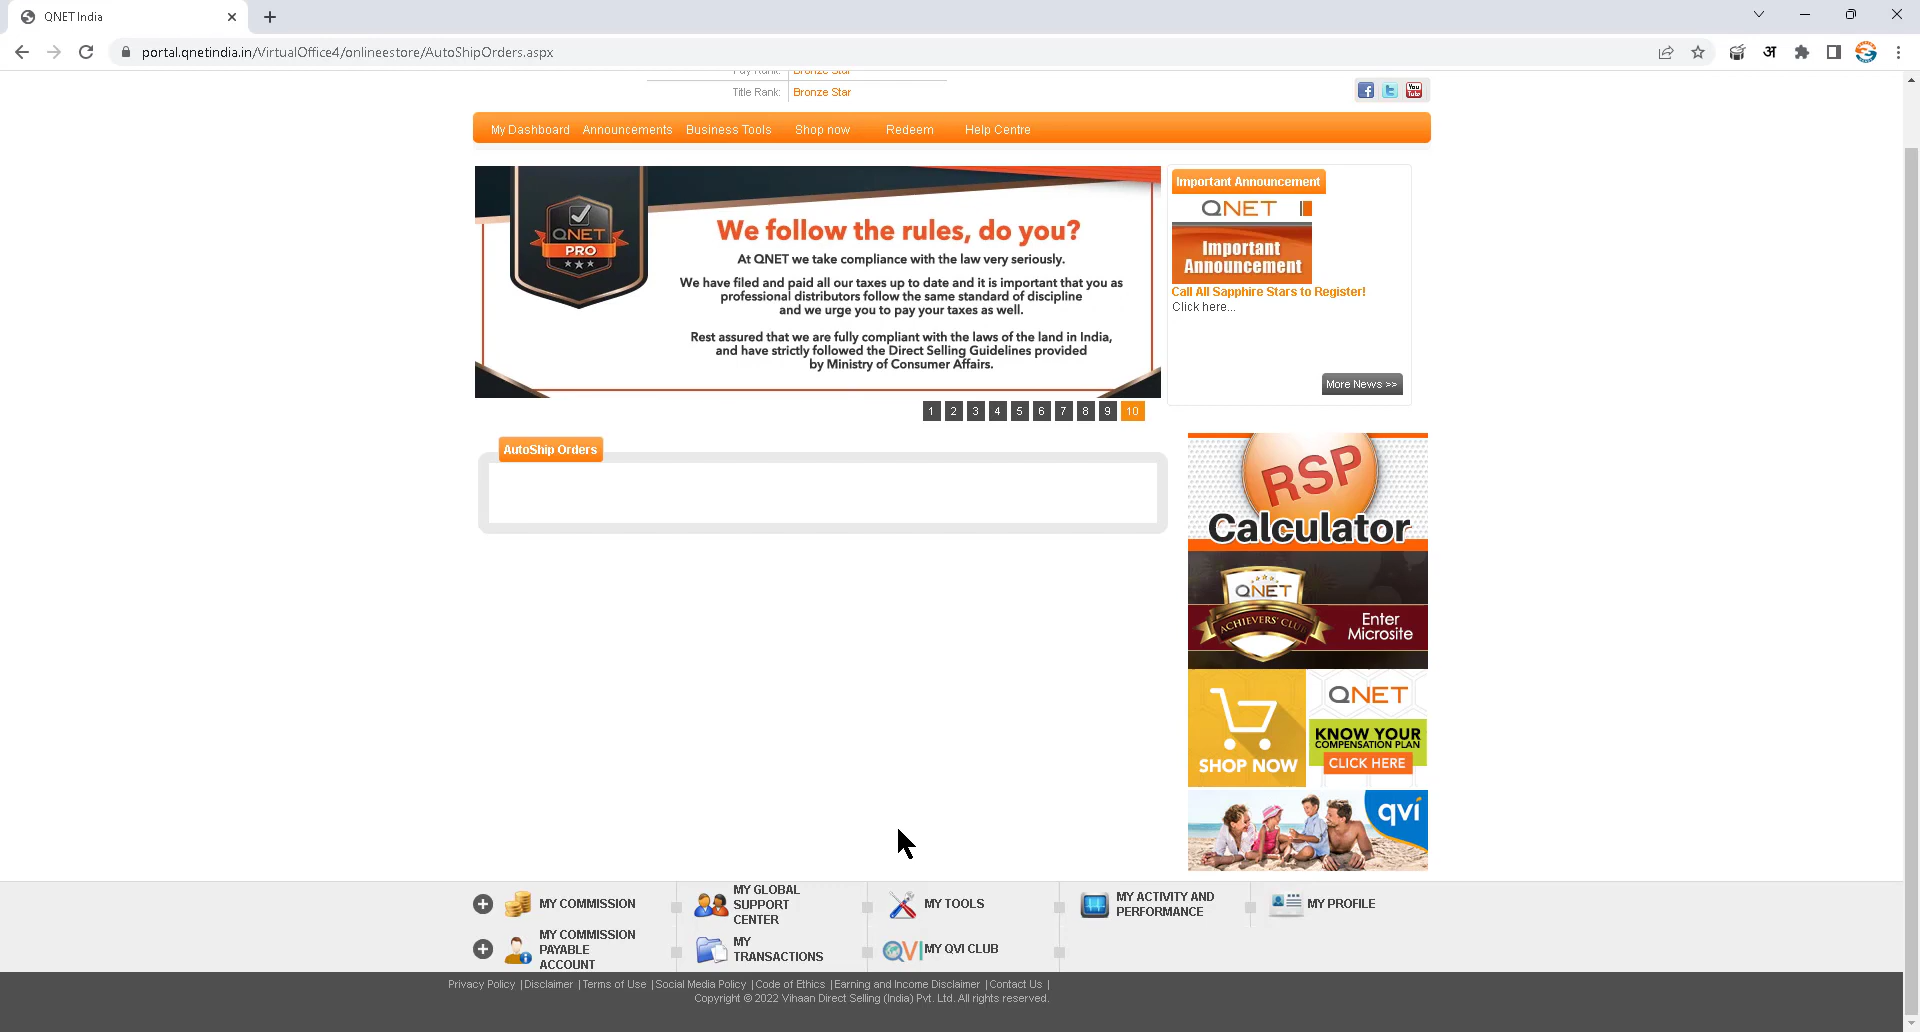 QNET India
portal.qnetindia.in/VirtualOffice4/onlineestore/AutoShipOrders.aspx
अ
Pay Rank: Bronze Star
Title Rank: Bronze Star
You Tube
My Dashboard Announcements Business Tools Shop now Redeem Help Centre
QNET
PRO
We follow the rules, do you?
At QNET we take compliance with the law very seriously.
We have filed and paid all our taxes up to date and it is important that you as
professional distributors follow the same standard of discipline
and we urge you to pay your taxes as well.
Rest assured that we are fully compliant with the laws of the land in India,
and have strictly followed the Direct Selling Guidelines provided
by Ministry of Consumer Affairs.
1 2 3 4 5 6 7 8 9 10
Important Announcement
QNET
Important
Announcement
Call All Sapphire Stars to Register!
Click here...
More News >>
AutoShip Orders
RSP
Calculator
QNET
ACHIEVERS' CLUB
Enter
Microsite
SHOP NOW
QNET
KNOW YOUR
COMPENSATION PLAN
CLICK HERE
qvi
MY COMMISSION
MY GLOBAL
SUPPORT
CENTER
MY TOOLS
MY ACTIVITY AND
PERFORMANCE
MY PROFILE
MY COMMISSION
PAYABLE
ACCOUNT
MY
TRANSACTIONS
QVI MY QVI CLUB
Privacy Policy |Disclaimer |Terms of Use |Social Media Policy |Code of Ethics |Earning and Income Disclaimer |Contact Us |
Copyright © 2022 Vihaan Direct Selling (India) Pvt. Ltd. All rights reserved.